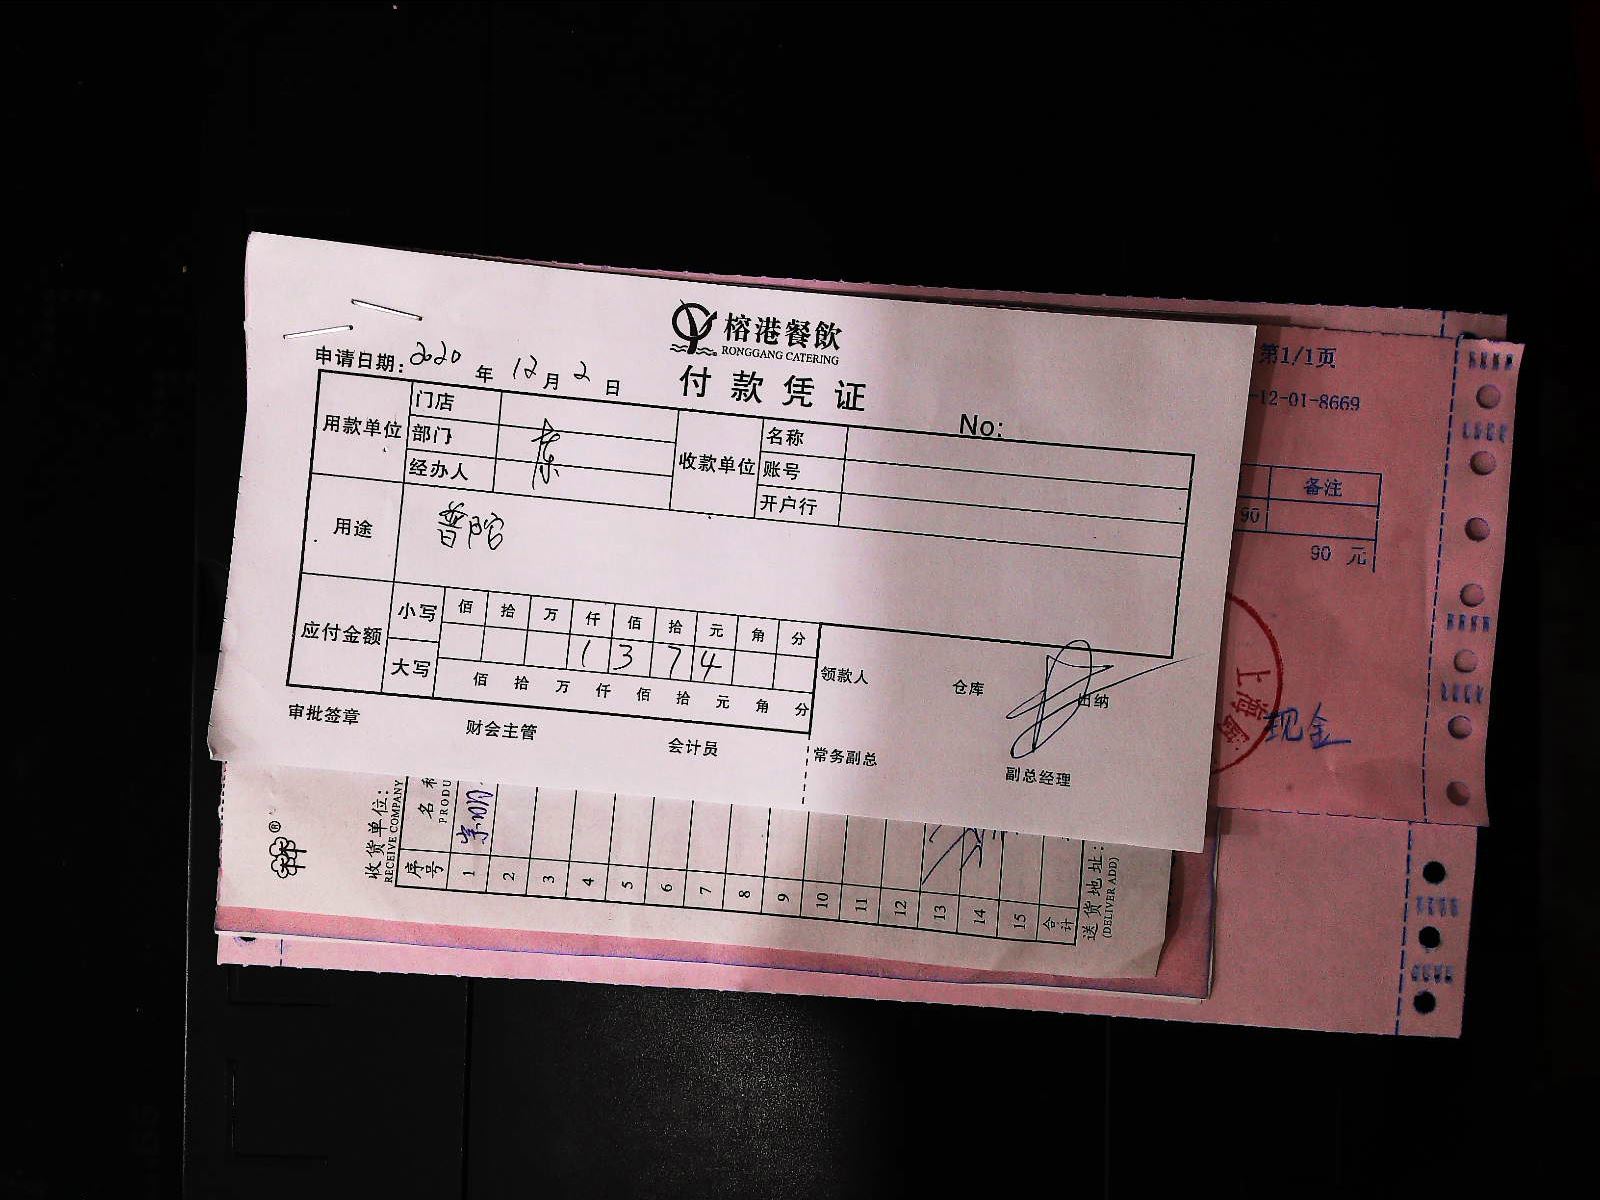 榕港餐飲
RONGGANG CATERING
付款凭证
申请日期: 2020 年 12 月 2 日
No:
用款单位 门店
部门
经办人
收款单位 名称
账号
开户行
用途 普陀
应付金额 小写 佰 拾 万 仟 佰 拾 元 角 分
1 3 7 4
大写 佰 拾 万 仟 佰 拾 元 角 分
领款人 仓库 出纳
审批签章 财会主管 会计员 常务副总 副总经理
第1/1页
-12-01-8669
备注
90
90 元
上海
现金
收货单位:
RECEIVE COMPANY
序号
名称
PRODU
1
2
3
4
5
6
7
8
9
10
11
12
13
14
15
合计
送货地址:
(DELIVER ADD)